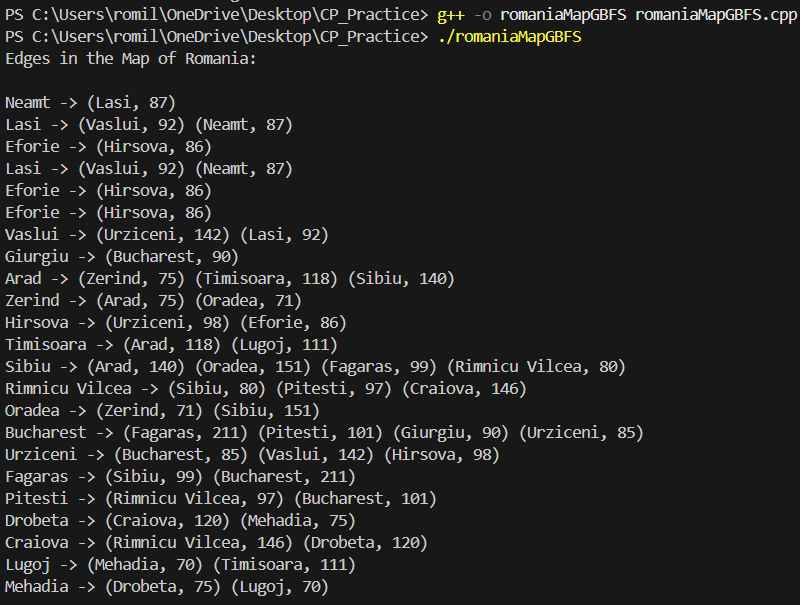 PS C:\Users\romil\OneDrive\Desktop\CP_Practice> g++ -o romaniaMapGBFS romaniaMapGBFS.cpp
PS C:\Users\romil\OneDrive\Desktop\CP_Practice> ./romaniaMapGBFS
Edges in the Map of Romania:

Neamt -> (Lasi, 87)
Lasi -> (Vaslui, 92) (Neamt, 87)
Eforie -> (Hirsova, 86)
Lasi -> (Vaslui, 92) (Neamt, 87)
Eforie -> (Hirsova, 86)
Eforie -> (Hirsova, 86)
Vaslui -> (Urziceni, 142) (Lasi, 92)
Giurgiu -> (Bucharest, 90)
Arad -> (Zerind, 75) (Timisoara, 118) (Sibiu, 140)
Zerind -> (Arad, 75) (Oradea, 71)
Hirsova -> (Urziceni, 98) (Eforie, 86)
Timisoara -> (Arad, 118) (Lugoj, 111)
Sibiu -> (Arad, 140) (Oradea, 151) (Fagaras, 99) (Rimnicu Vilcea, 80)
Rimnicu Vilcea -> (Sibiu, 80) (Pitesti, 97) (Craiova, 146)
Oradea -> (Zerind, 71) (Sibiu, 151)
Bucharest -> (Fagaras, 211) (Pitesti, 101) (Giurgiu, 90) (Urziceni, 85)
Urziceni -> (Bucharest, 85) (Vaslui, 142) (Hirsova, 98)
Fagaras -> (Sibiu, 99) (Bucharest, 211)
Pitesti -> (Rimnicu Vilcea, 97) (Bucharest, 101)
Drobeta -> (Craiova, 120) (Mehadia, 75)
Craiova -> (Rimnicu Vilcea, 146) (Drobeta, 120)
Lugoj -> (Mehadia, 70) (Timisoara, 111)
Mehadia -> (Drobeta, 75) (Lugoj, 70)